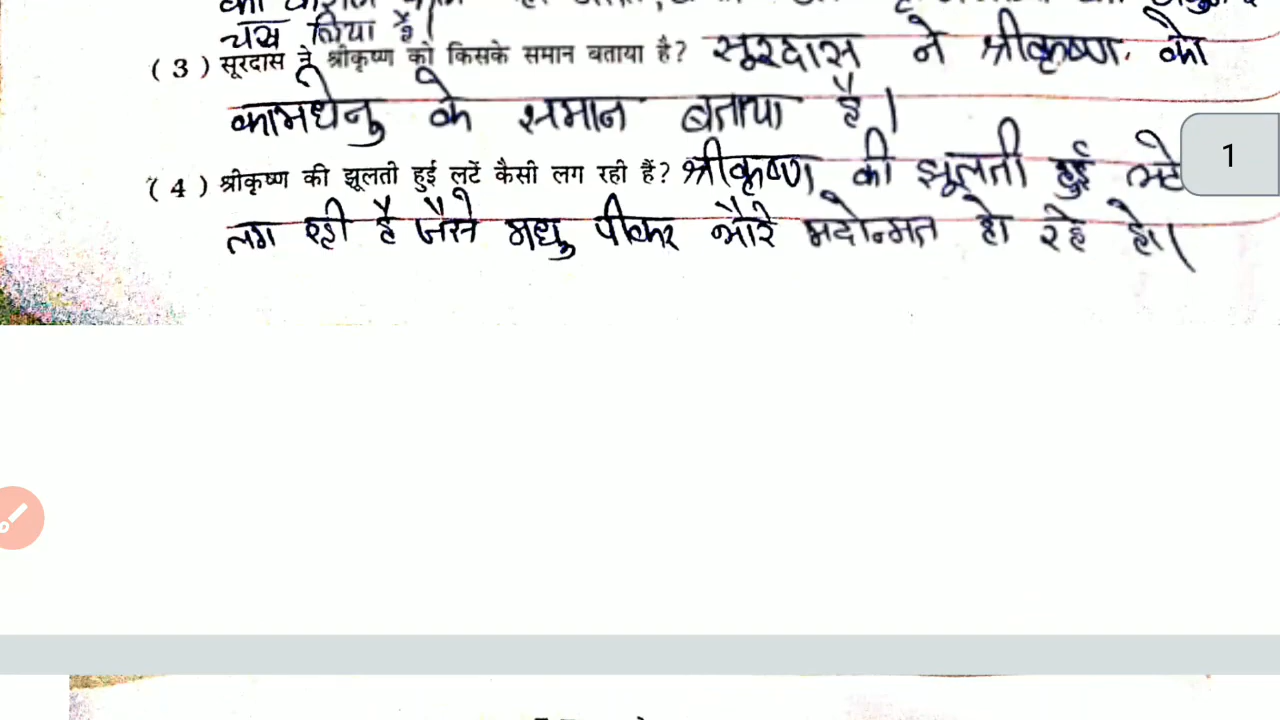 चख लिया है।
( 3 ) सूरदास ने श्रीकृष्ण को किसके समान बताया है? सूरदास ने श्रीकृष्ण को
कामधेनु के समान बताया है।
( 4 ) श्रीकृष्ण की झूलती हुई लटें कैसी लग रही हैं? श्रीकृष्ण की झूलती हुई लटे
लग रही है जैसे मधु पीकर भौरे मदोन्मत हो रहे हो।
1